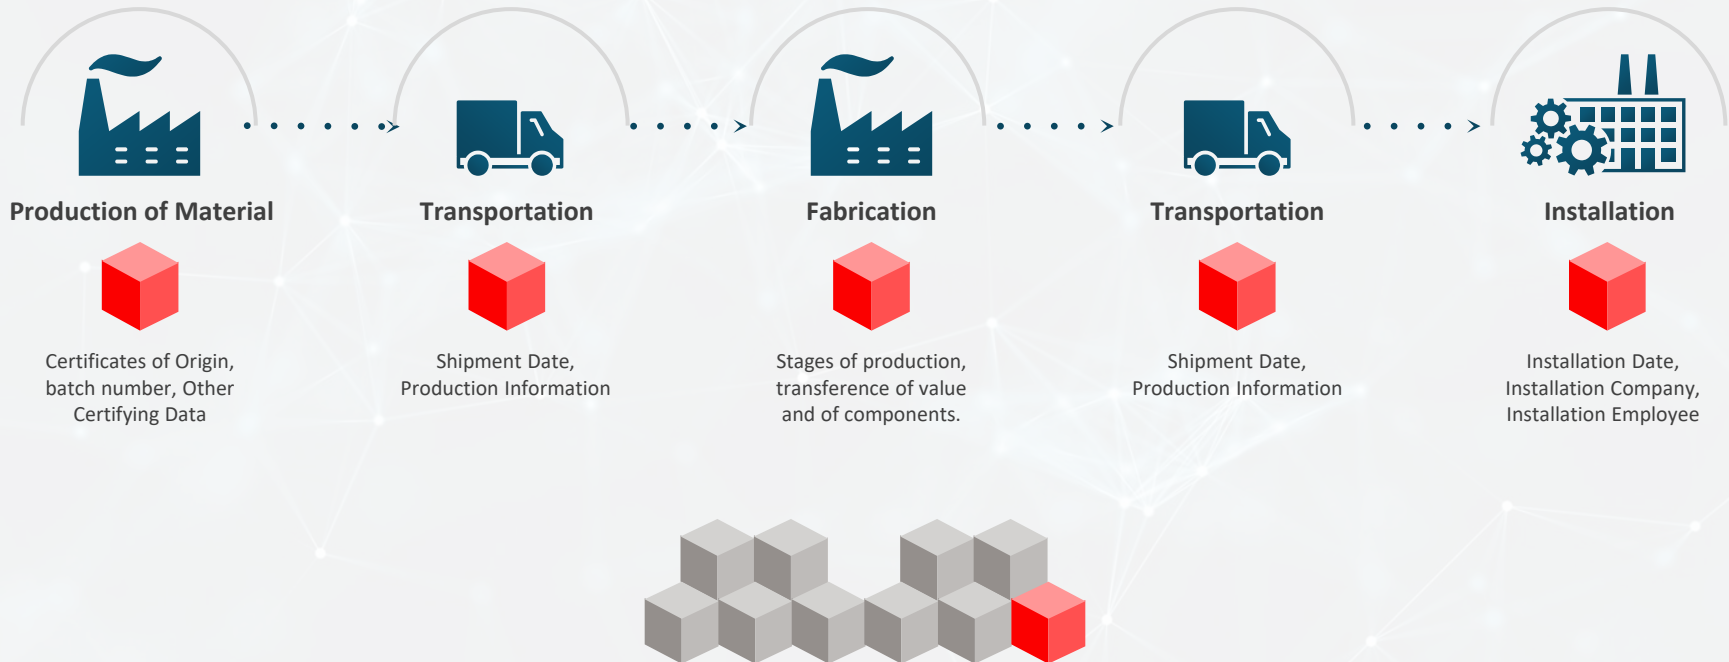 Production of Material
Transportation
Fabrication
Transportation
Installation
Certificates of Origin,
batch number, Other
Certifying Data
Shipment Date,
Production Information
Stages of production,
transference of value
and of components.
Shipment Date,
Production Information
Installation Date,
Installation Company,
Installation Employee